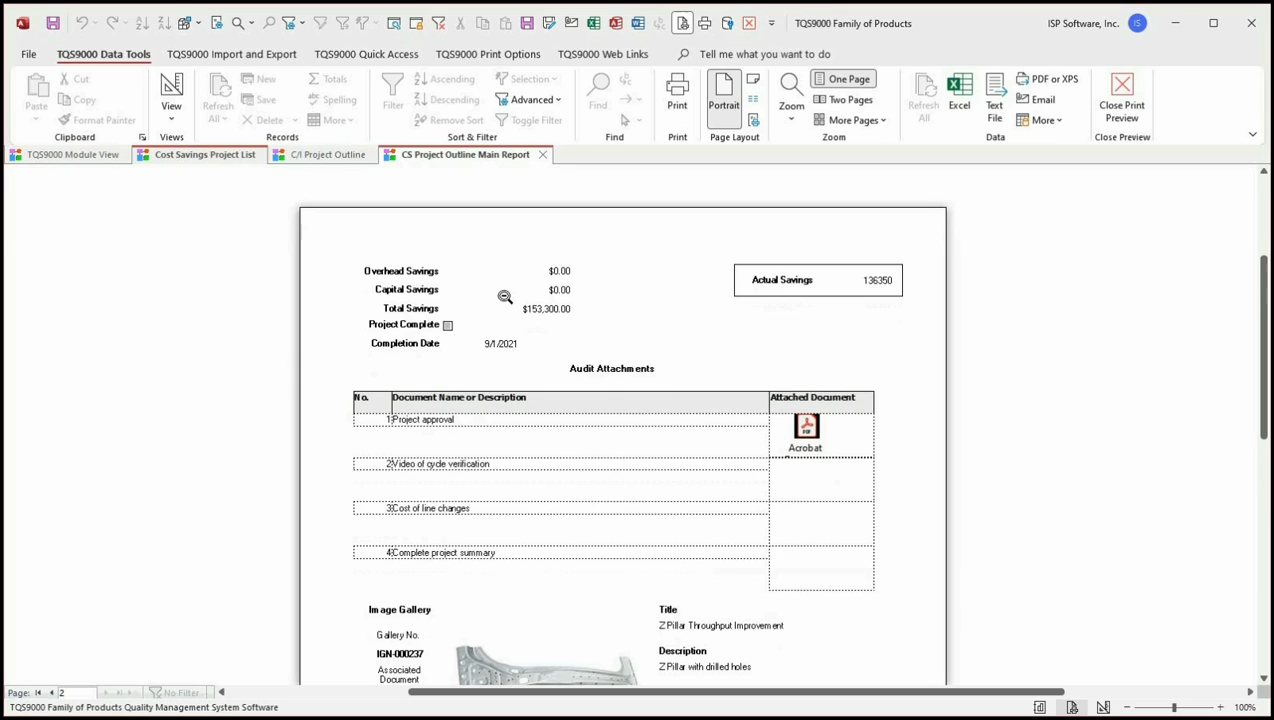 TQS9000 Family of Products
ISP Software, Inc.
IS
File
TQS9000 Data Tools
TQS9000 Import and Export
TQS9000 Quick Access
TQS9000 Print Options
TQS9000 Web Links
Tell me what you want to do
Paste
Cut
Copy
Format Painter
Clipboard
View
Views
Refresh
All
New
Save
Delete
Totals
Spelling
More
Records
Filter
Ascending
Descending
Remove Sort
Selection
Advanced
Toggle Filter
Sort & Filter
Find
Find
Print
Print
Portrait
Page Layout
Zoom
One Page
Two Pages
More Pages
Zoom
Refresh
All
Excel
Text
File
PDF or XPS
Email
More
Data
Close Print
Preview
Close Preview
TQS9000 Module View
Cost Savings Project List
C/I Project Outline
CS Project Outline Main Report
Overhead Savings $0.00
Capital Savings $0.00
Total Savings $153,300.00
Project Complete
Completion Date 9/1/2021
Actual Savings 136350
Audit Attachments
No. Document Name or Description Attached Document
1 Project approval
PDF
Acrobat
2 Video of cycle verification
3 Cost of line changes
4 Complete project summary
Image Gallery
Gallery No.
IGN-000237
Associated
Document
Title
Z Pillar Throughput Improvement
Description
Z Pillar with drilled holes
Page: 2 No Filter
TQS9000 Family of Products Quality Management System Software
100%